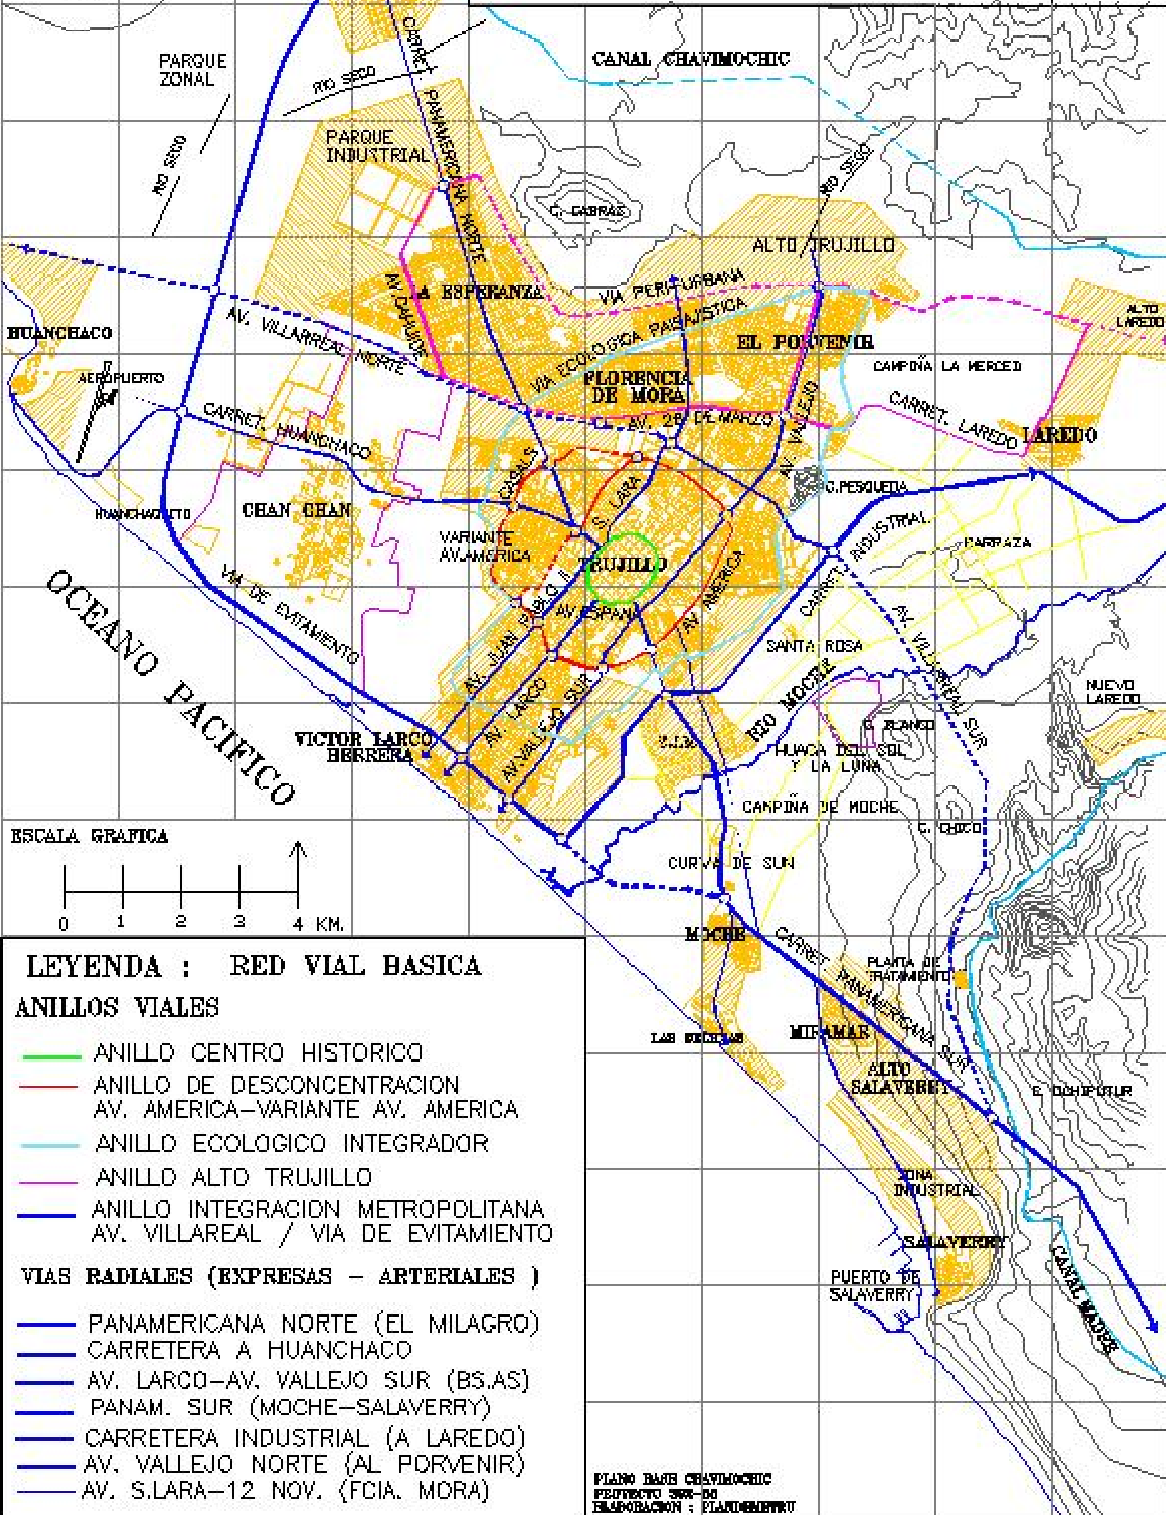 CARRET. PANAMERICANA NORTE
PARQUE
ZONAL
RIO SECO
CANAL CHAVIMOCHIC
RIO SECO
PARQUE
INDUSTRIAL
RIO SECO
C. CABRAS
ALTO TRUJILLO
LA ESPERANZA
AV. CAHUIDE
VIA PERI-URBANA
VIA ECOLOGICA PAISAJISTICA
HUANCHACO
AV. VILLARREAL NORTE
EL PORVENIR
ALTO
LAREDO
CAMPIÑA LA MERCED
AEROPUERTO
FLORENCIA
DE MORA
CARRET. HUANCHACO
AV. 26 DE MARZO
AV. VALLEJO
CARRET. LAREDO
LAREDO
CASALS
S. LARA
C.PESQUEDA
HUANCHAQUITO
CHAN CHAN
VARIANTE
AV.AMERICA
CARRET. INDUSTRIAL
BARRAZA
TRUJILLO
OCEANO PACIFICO
VIA DE EVITAMIENTO
AV. JUAN PABLO II
AV.ESPAÑA
AV. AMERICA
SANTA ROSA
AV. VILLARREAL SUR
RIO MOCHE
NUEVO
LAREDO
AV. LARCO
AV.VALLEJO SUR
C. BLANCO
VICTOR LARCO
HERRERA
HUACA DEL SOL
Y LA LUNA
CAMPIÑA DE MOCHE
C. CHICO
ESCALA GRAFICA
CURVA DE SUN
0 1 2 3 4 KM.
MOCHE
CARRET PANAMERICANA SUR
PLANTA DE
TRATAMIENTO
LAS DELICIAS
MIRAMAR
ALTO
SALAVERRY
ZONA
INDUSTRIAL
SALAVERRY
PUERTO DE
SALAVERRY
CANAL MADRE
LEYENDA : RED VIAL BASICA
ANILLOS VIALES
ANILLO CENTRO HISTORICO
ANILLO DE DESCONCENTRACION
AV. AMERICA-VARIANTE AV. AMERICA
ANILLO ECOLOGICO INTEGRADOR
ANILLO ALTO TRUJILLO
ANILLO INTEGRACION METROPOLITANA
AV. VILLAREAL / VIA DE EVITAMIENTO
VIAS RADIALES (EXPRESAS - ARTERIALES )
PANAMERICANA NORTE (EL MILAGRO)
CARRETERA A HUANCHACO
AV. LARCO-AV. VALLEJO SUR (BS.AS)
PANAM. SUR (MOCHE-SALAVERRY)
CARRETERA INDUSTRIAL (A LAREDO)
AV. VALLEJO NORTE (AL PORVENIR)
AV. S.LARA-12 NOV. (FCIA. MORA)
PLANO BASE CHAVIMOCHIC
ELABORACION : PLANDEMETRU